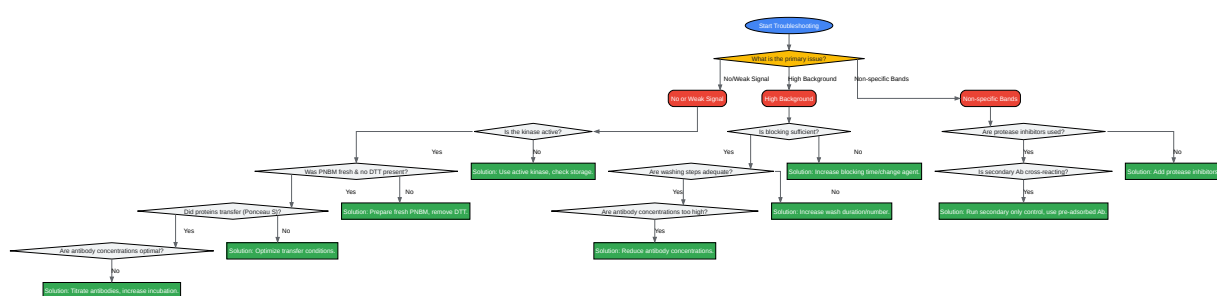 Start Troubleshooting
What is the primary issue?
No/Weak Signal
High Background
Non-specific Bands
No or Weak Signal
High Background
Non-specific Bands
Is the kinase active?
Is blocking sufficient?
Are protease inhibitors used?
Yes
No
Yes
No
Yes
No
Was PNBM fresh & no DTT present?
Solution: Use active kinase, check storage.
Are washing steps adequate?
Solution: Increase blocking time/change agent.
Is secondary Ab cross-reacting?
Solution: Add protease inhibitors
Yes
No
Yes
No
Yes
Did proteins transfer (Ponceau S)?
Solution: Prepare fresh PNBM, remove DTT.
Are antibody concentrations too high?
Solution: Increase wash duration/number.
Solution: Run secondary only control, use pre-adsorbed Ab.
Yes
No
Yes
Are antibody concentrations optimal?
Solution: Optimize transfer conditions.
Solution: Reduce antibody concentrations.
No
Solution: Titrate antibodies, increase incubation.